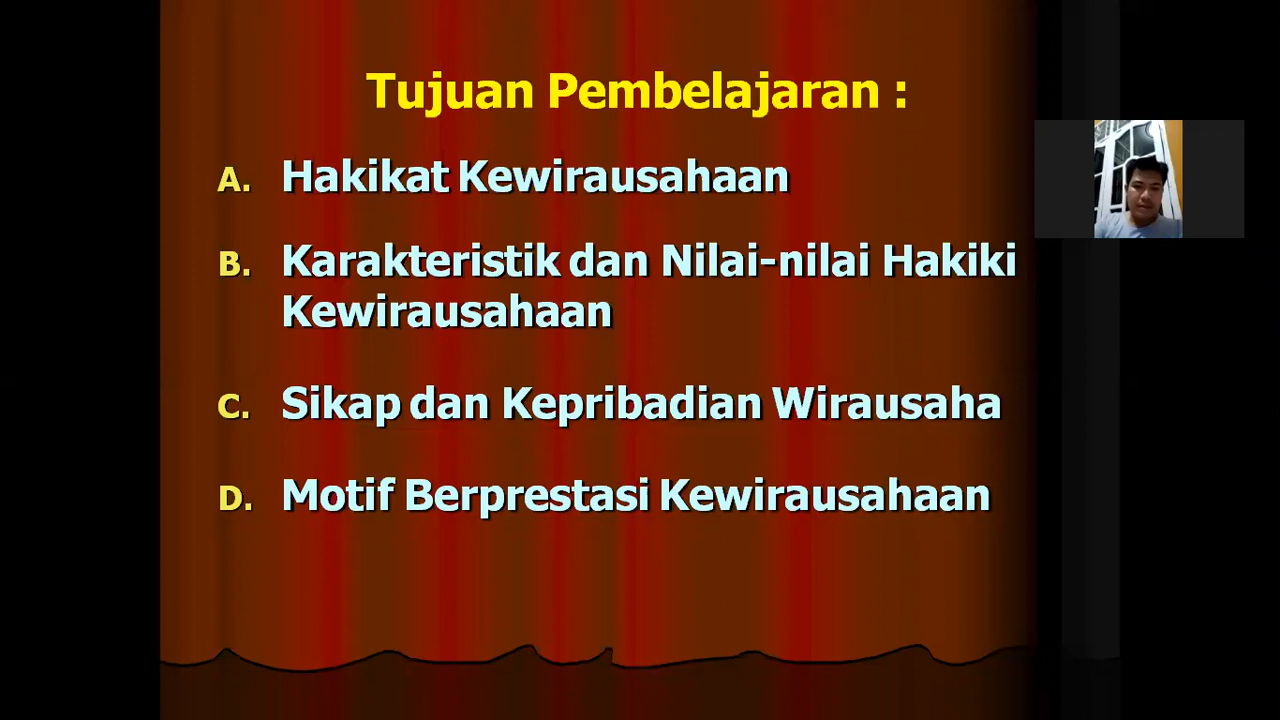 Tujuan Pembelajaran :
A. Hakikat Kewirausahaan
B. Karakteristik dan Nilai-nilai Hakiki
Kewirausahaan
C. Sikap dan Kepribadian Wirausaha
D. Motif Berprestasi Kewirausahaan